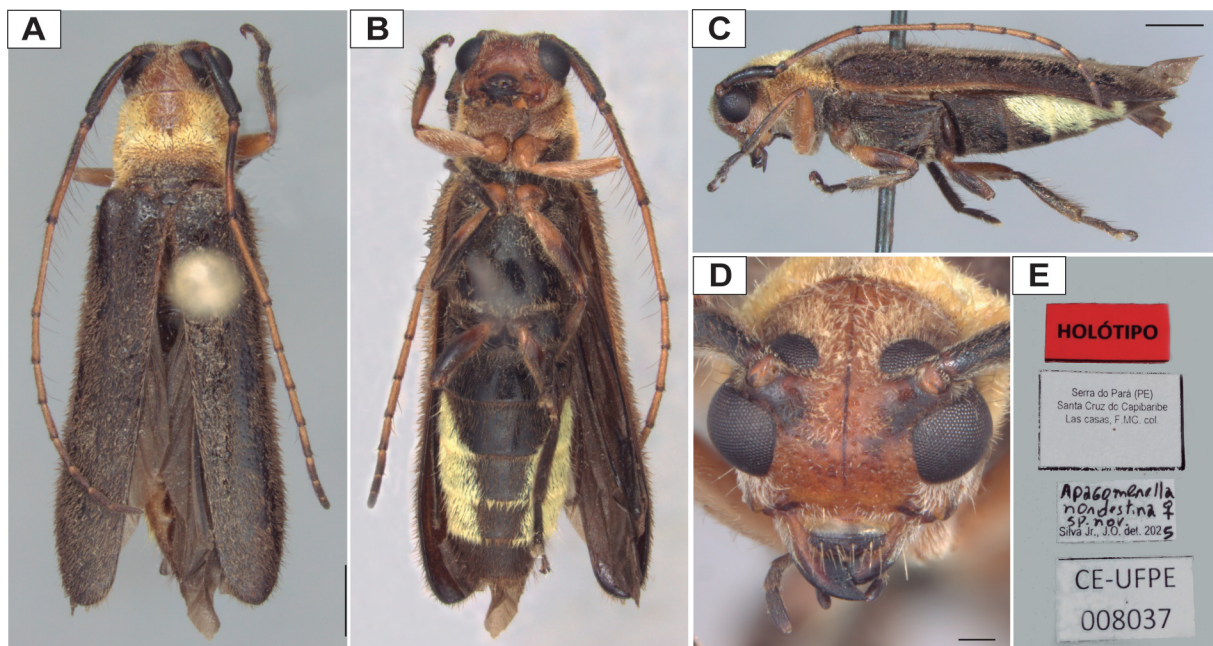 A
B
C
D
E
HOLÓTIPO
Serra do Pará (PE)
Santa Cruz do Capibaribe
Las casas, F.MC. col.
Apagomerella
nordestina ♀
sp. nov.
Silva Jr., J.O. det. 2025
CE-UFPE
008037